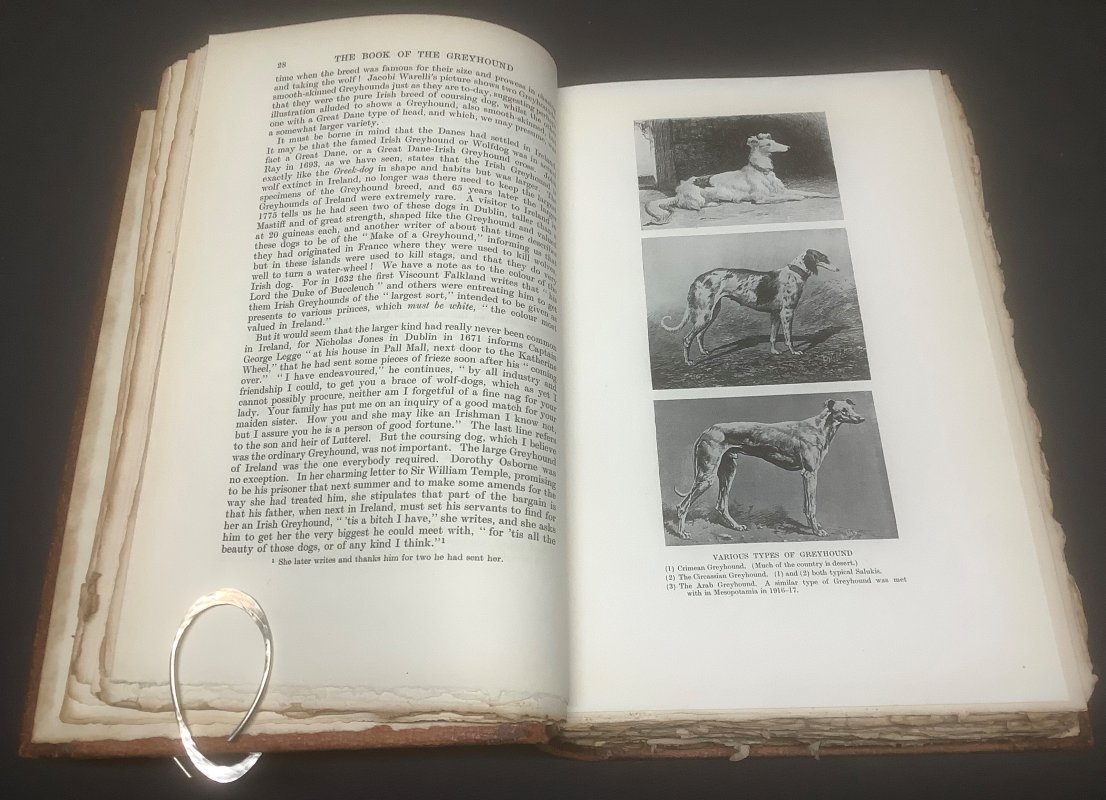 28
THE BOOK OF THE GREYHOUND
time when the breed was famous for their size and prowess in
and taking the wolf! Jacobi Warelli's picture shows two Greyhounds
smooth-skinned Greyhounds just as they are to-day, suggesting
that they were the pure Irish breed of coursing dog, whilst the
illustration alluded to shows a Greyhound, also smooth-skinned
one with a Great Dane type of head, and which, we may presume,
a somewhat larger variety.
It must be borne in mind that the Danes had settled in Ireland.
It may be that the famed Irish Greyhound or Wolfdog was in
fact a Great Dane, or a Great Dane-Irish Greyhound cross,
Ray in 1693, as we have seen, states that the Irish Greyhound
exactly like the Greek-dog in shape and habits but was larger.
wolf extinct in Ireland, no longer was there need to keep the larger
specimens of the Greyhound breed, and 65 years later the
Greyhounds of Ireland were extremely rare. A visitor to Ireland
1775 tells us he had seen two of these dogs in Dublin, taller than
Mastiff and of great strength, shaped like the Greyhound and valued
at 20 guineas each, and another writer of about that time
these dogs to be of the "Make of a Greyhound," informing us that
they had originated in France where they were used to kill wolves
but in these islands were used to kill stags, and that they do very
well to turn a water-wheel! We have a note as to the colour of the
Irish dog. For in 1632 the first Viscount Falkland writes that "his
Lord the Duke of Buccleuch" and others were entreating him to get
them Irish Greyhounds of the "largest sort," intended to be given as
presents to various princes, which must be white, "the colour most
valued in Ireland."
But it would seem that the larger kind had really never been common
in Ireland, for Nicholas Jones in Dublin in 1671 informs Captain
George Legge "at his house in Pall Mall, next door to the Katherine
Wheel," that he had sent some pieces of frieze soon after his "coming
over." "I have endeavoured," he continues, "by all industry and
friendship I could, to get you a brace of wolf-dogs, which as yet I
cannot possibly procure, neither am I forgetful of a fine nag for your
lady. Your family has put me on an inquiry of a good match for your
maiden sister. How you and she may like an Irishman I know not,
but I assure you he is a person of good fortune." The last line refers
to the son and heir of Lutterel. But the coursing dog, which I believe
was the ordinary Greyhound, was not important. The large Greyhound
of Ireland was the one everybody required. Dorothy Osborne was
no exception. In her charming letter to Sir William Temple, promising
to be his prisoner that next summer and to make some amends for the
way she had treated him, she stipulates that part of the bargain is
that his father, when next in Ireland, must set his servants to find for
her an Irish Greyhound, "'tis a bitch I have," she writes, and she asks
him to get her the very biggest he could meet with, "for 'tis all the
beauty of those dogs, or of any kind I think."¹
¹ She later writes and thanks him for two he had sent her.
VARIOUS TYPES OF GREYHOUND
(1) Crimean Greyhound. (Much of the country is desert.)
(2) The Circassian Greyhound. (1) and (2) both typical Salukis.
(3) The Arab Greyhound. A similar type of Greyhound was met
with in Mesopotamia in 1916-17.